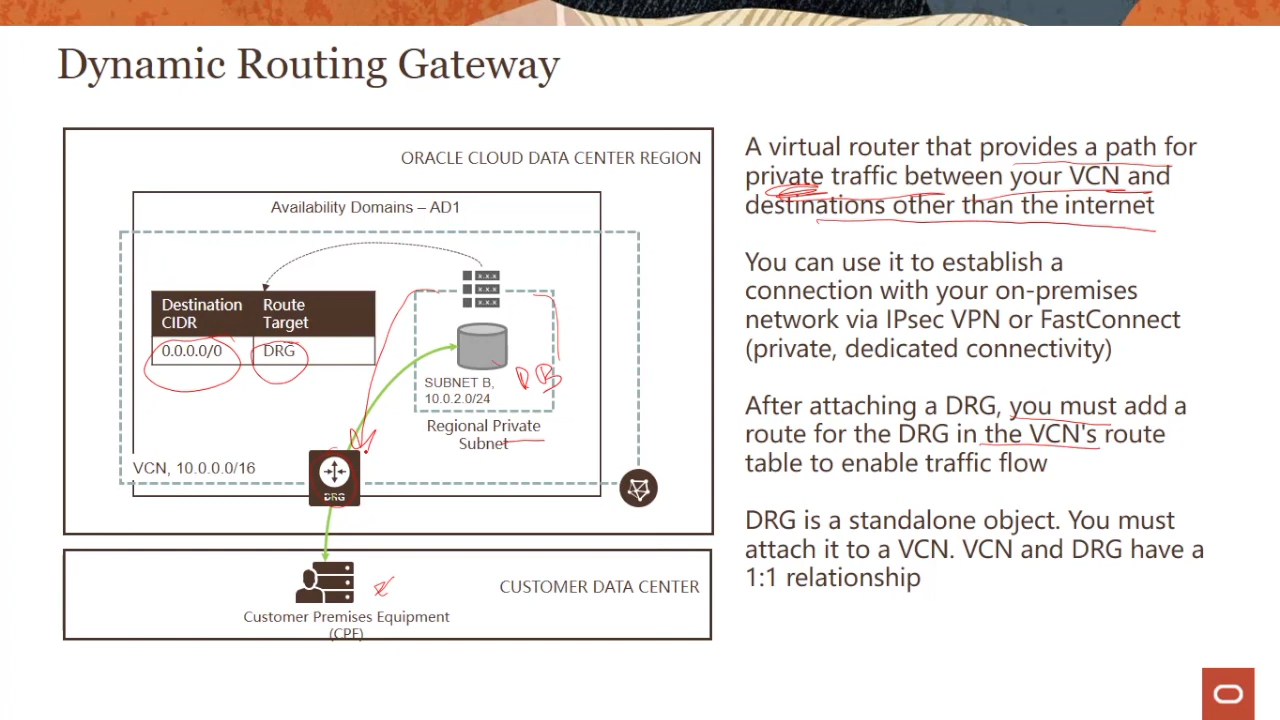 Dynamic Routing Gateway
ORACLE CLOUD DATA CENTER REGION
Availability Domains – AD1
Destination CIDR
Route Target
0.0.0.0/0
DRG
x.x.x
x.x.x
x.x.x
SUBNET B,
10.0.2.0/24
DB
Regional Private
Subnet
VCN, 10.0.0.0/16
DRG
CUSTOMER DATA CENTER
Customer Premises Equipment
(CPE)
A virtual router that provides a path for
private traffic between your VCN and
destinations other than the internet
You can use it to establish a
connection with your on-premises
network via IPsec VPN or FastConnect
(private, dedicated connectivity)
After attaching a DRG, you must add a
route for the DRG in the VCN's route
table to enable traffic flow
DRG is a standalone object. You must
attach it to a VCN. VCN and DRG have a
1:1 relationship